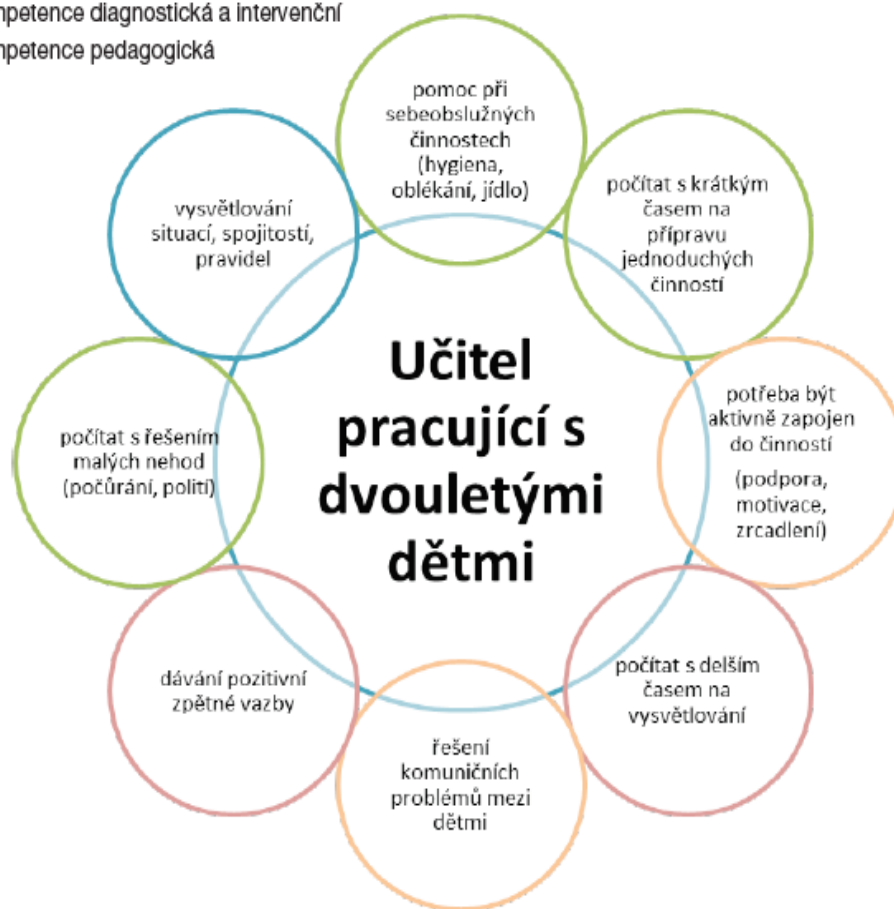 mpetence diagnostická a intervenční
mpetence pedagogická
pomoc při
sebeobslužných
činnostech
(hygiena,
oblékání, jídlo)
počítat s krátkým
časem na
přípravu
jednoduchých
činností
potřeba být
aktivně zapojen
do činností
(podpora,
motivace,
zrcadlení)
počítat s delším
časem na
vysvětlování
řešení
komuničních
problémů mezi
dětmi
dávání pozitivní
zpětné vazby
počítat s řešením
malých nehod
(počůrání, polití)
vysvětlování
situací, spojitostí,
pravidel
Učitel
pracující s
dvouletými
dětmi